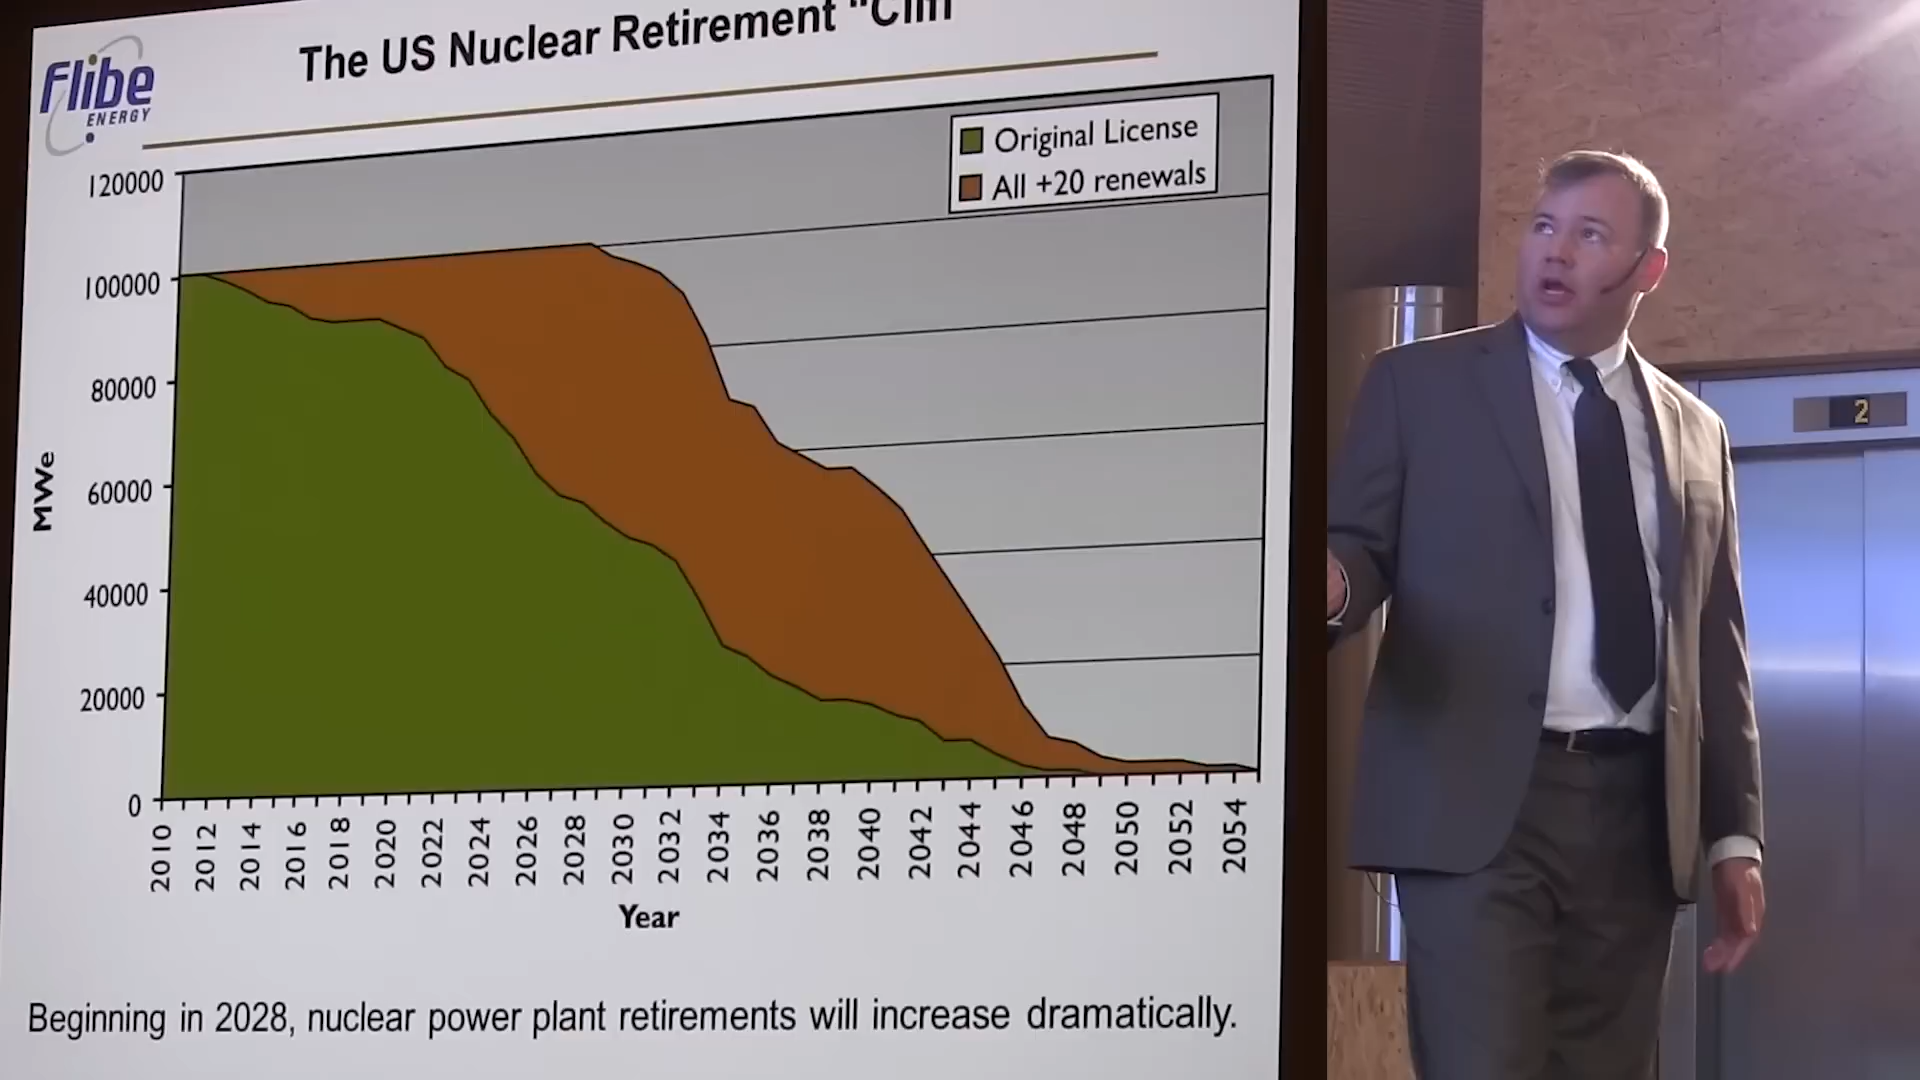 The US Nuclear Retirement "Cliff
Flibe
ENERGY
Original License
All +20 renewals
120000
100000
80000
60000
40000
20000
0
MWe
2010 2012 2014 2016 2018 2020 2022 2024 2026 2028 2030 2032 2034 2036 2038 2040 2042 2044 2046 2048 2050 2052 2054
Year
Beginning in 2028, nuclear power plant retirements will increase dramatically.
2